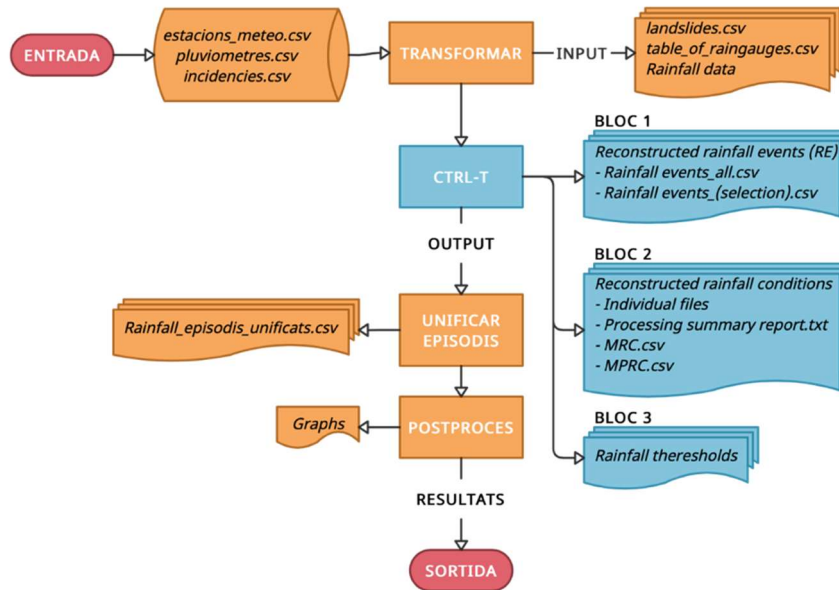 ENTRADA
estacions_meteo.csv
pluviometres.csv
incidencies.csv
TRANSFORMAR
INPUT
landslides.csv
table_of_raingauges.csv
Rainfall data
CTRL-T
BLOC 1
Reconstructed rainfall events (RE)
- Rainfall events_all.csv
- Rainfall events_(selection).csv
OUTPUT
BLOC 2
Reconstructed rainfall conditions
- Individual files
- Processing summary report.txt
- MRC.csv
- MPRC.csv
UNIFICAR
EPISODIS
Rainfall_episodis_unificats.csv
POSTPROCES
Graphs
BLOC 3
Rainfall theresholds
RESULTATS
SORTIDA